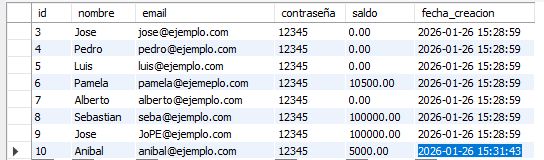 id nombre email contraseña saldo fecha_creacion
3 Jose jose@ejemplo.com 12345 0.00 2026-01-26 15:28:59
4 Pedro pedro@ejemplo.com 12345 0.00 2026-01-26 15:28:59
5 Luis luis@ejemplo.com 12345 0.00 2026-01-26 15:28:59
6 Pamela pamela@ejemeplo.com 12345 10500.00 2026-01-26 15:28:59
7 Alberto alberto@ejemplo.com 12345 0.00 2026-01-26 15:28:59
8 Sebastian seba@ejemplo.com 12345 100000.00 2026-01-26 15:28:59
9 Jose JoPE@ejemplo.com 12345 100000.00 2026-01-26 15:28:59
10 Anibal anibal@ejemplo.com 12345 5000.00 2026-01-26 15:31:43